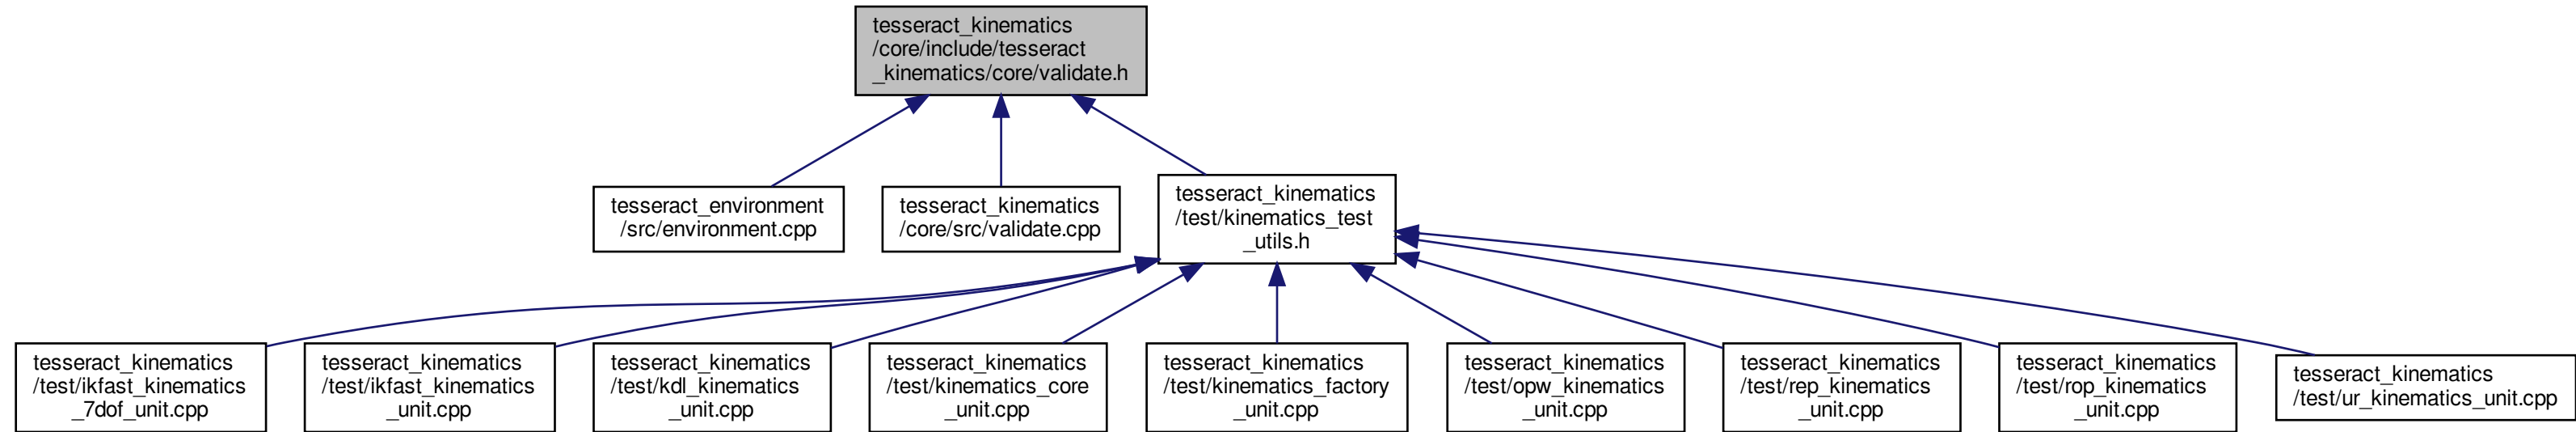 tesseract_kinematics
/core/include/tesseract
_kinematics/core/validate.h
tesseract_environment
/src/environment.cpp
tesseract_kinematics
/core/src/validate.cpp
tesseract_kinematics
/test/kinematics_test
_utils.h
tesseract_kinematics
/test/ikfast_kinematics
_7dof_unit.cpp
tesseract_kinematics
/test/ikfast_kinematics
_unit.cpp
tesseract_kinematics
/test/kdl_kinematics
_unit.cpp
tesseract_kinematics
/test/kinematics_core
_unit.cpp
tesseract_kinematics
/test/kinematics_factory
_unit.cpp
tesseract_kinematics
/test/opw_kinematics
_unit.cpp
tesseract_kinematics
/test/rep_kinematics
_unit.cpp
tesseract_kinematics
/test/rop_kinematics
_unit.cpp
tesseract_kinematics
/test/ur_kinematics_unit.cpp